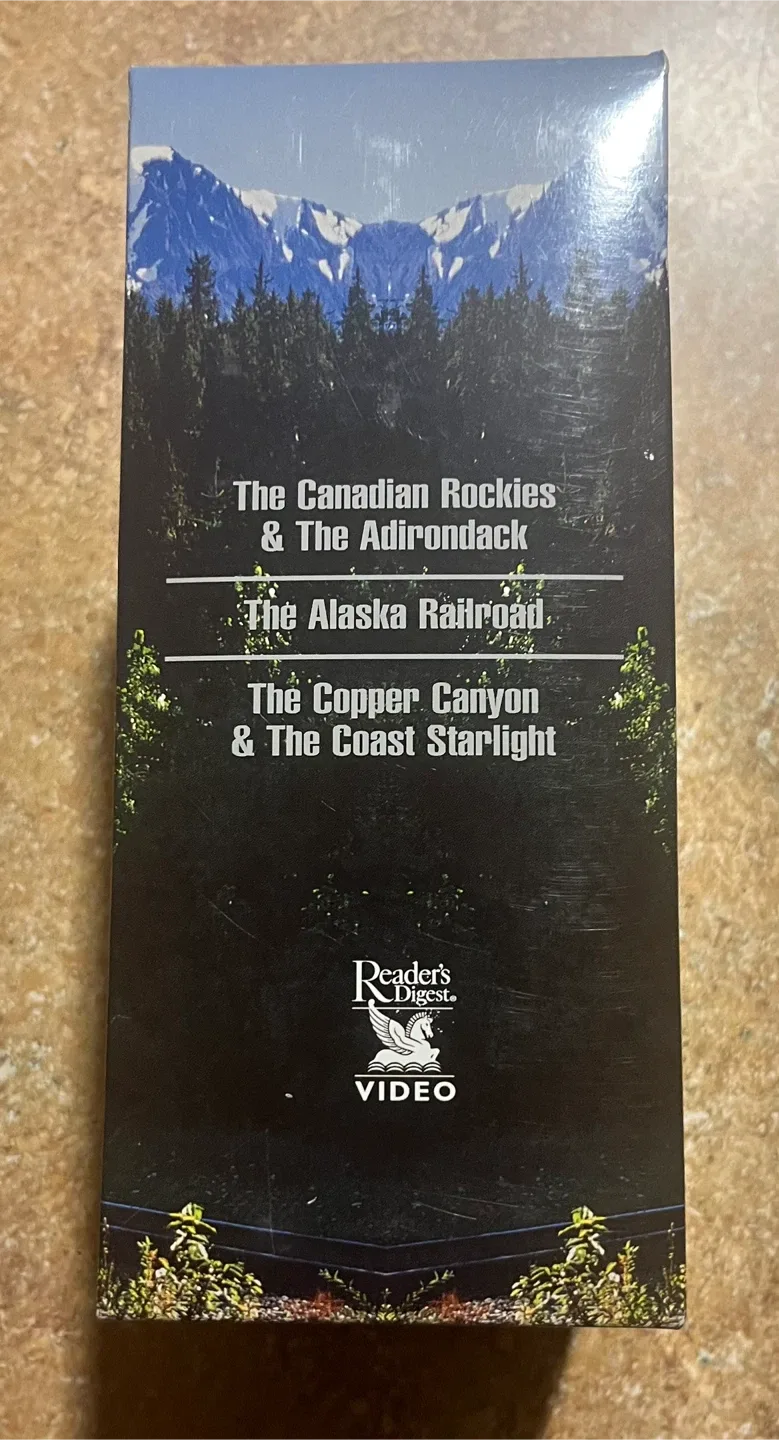 The Canadian Rockies
& The Adirondack
The Alaska Railroad
The Copper Canyon
& The Coast Starlight
Reader's
Digest®
VIDEO